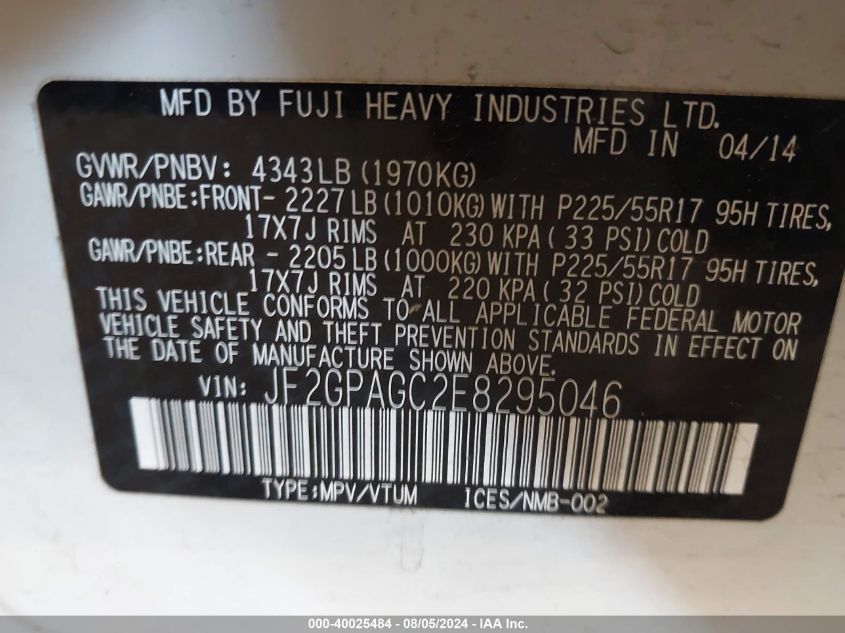 MFD BY FUJI HEAVY INDUSTRIES LTD.
MFD IN 04/14
GVWR/PNBV: 4343LB (1970KG)
GAWR/PNBE:FRONT- 2227LB (1010KG) WITH P225/55R17 95H TIRES,
17X7J RIMS AT 230 KPA ( 33 PSI) COLD
GAWR/PNBE:REAR - 2205LB (1000KG) WITH P225/55R17 95H TIRES,
17X7J RIMS AT 220 KPA ( 32 PSI) COLD
THIS VEHICLE CONFORMS TO ALL APPLICABLE FEDERAL MOTOR
VEHICLE SAFETY AND THEFT PREVENTION STANDARDS IN EFFECT ON
THE DATE OF MANUFACTURE SHOWN ABOVE.
VIN: JF2GPAGC2E8295046
TYPE:MPV/VTUM ICES/NMB-002
000-40025484 - 08/05/2024 - IAA Inc.